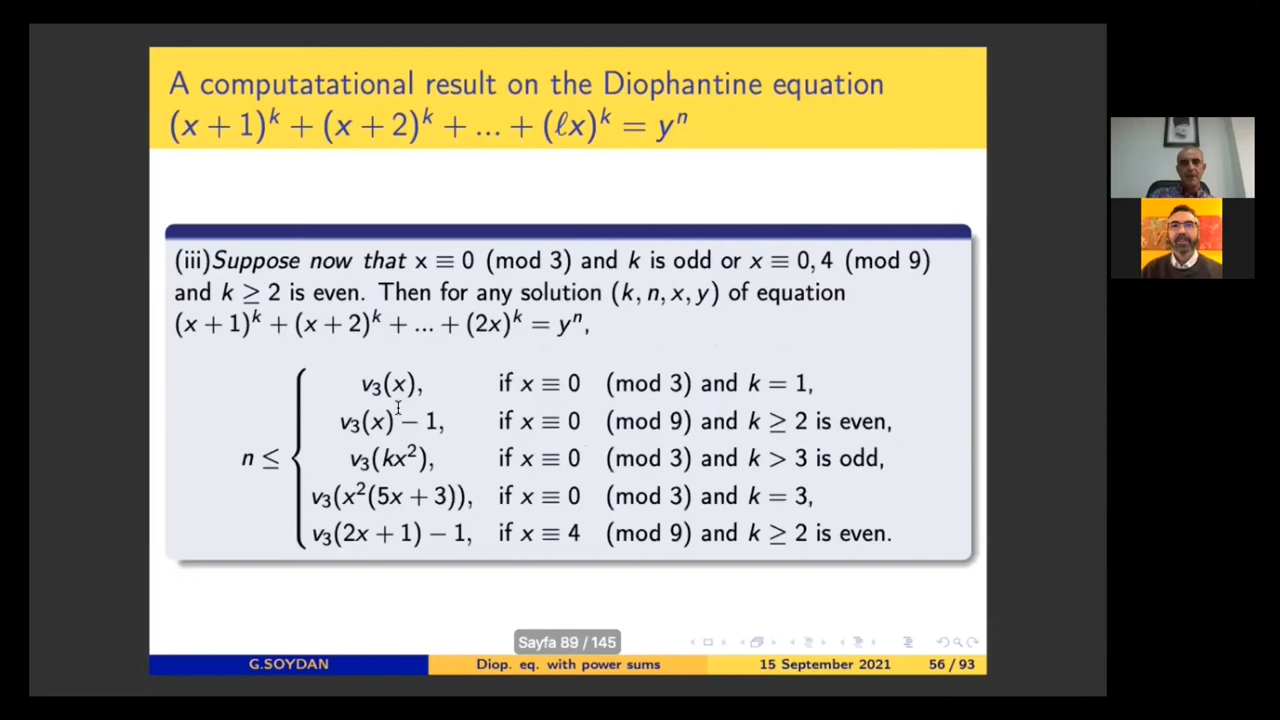 A computatational result on the Diophantine equation
(x + 1)^k + (x + 2)^k + ... + (ℓx)^k = y^n
(iii)Suppose now that x ≡ 0 (mod 3) and k is odd or x ≡ 0, 4 (mod 9)
and k ≥ 2 is even. Then for any solution (k, n, x, y) of equation
(x + 1)^k + (x + 2)^k + ... + (2x)^k = y^n,
n ≤
v₃(x), if x ≡ 0 (mod 3) and k = 1,
v₃(x) − 1, if x ≡ 0 (mod 9) and k ≥ 2 is even,
v₃(kx²), if x ≡ 0 (mod 3) and k > 3 is odd,
v₃(x²(5x + 3)), if x ≡ 0 (mod 3) and k = 3,
v₃(2x + 1) − 1, if x ≡ 4 (mod 9) and k ≥ 2 is even.
Sayfa 89 / 145
G.SOYDAN Diop. eq. with power sums 15 September 2021 56 / 93